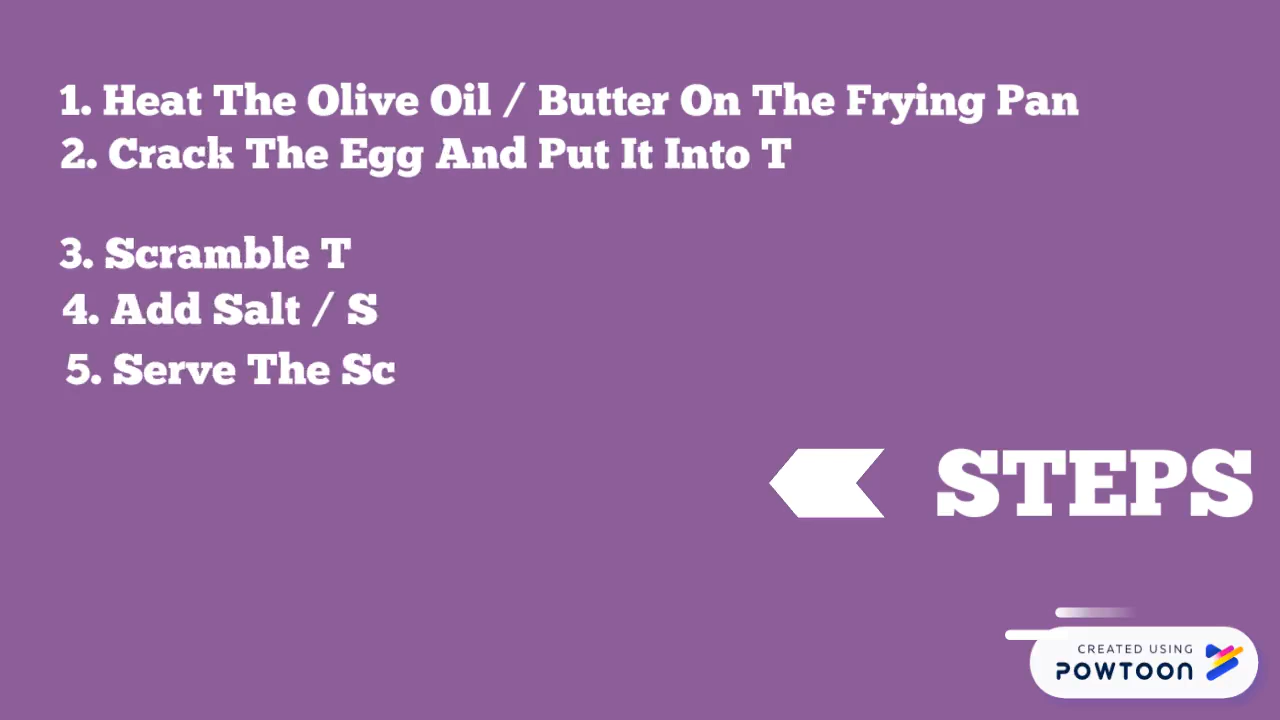 1. Heat The Olive Oil / Butter On The Frying Pan
2. Crack The Egg And Put It Into T
3. Scramble T
4. Add Salt / S
5. Serve The Sc
STEPS
CREATED USING
POWTOON